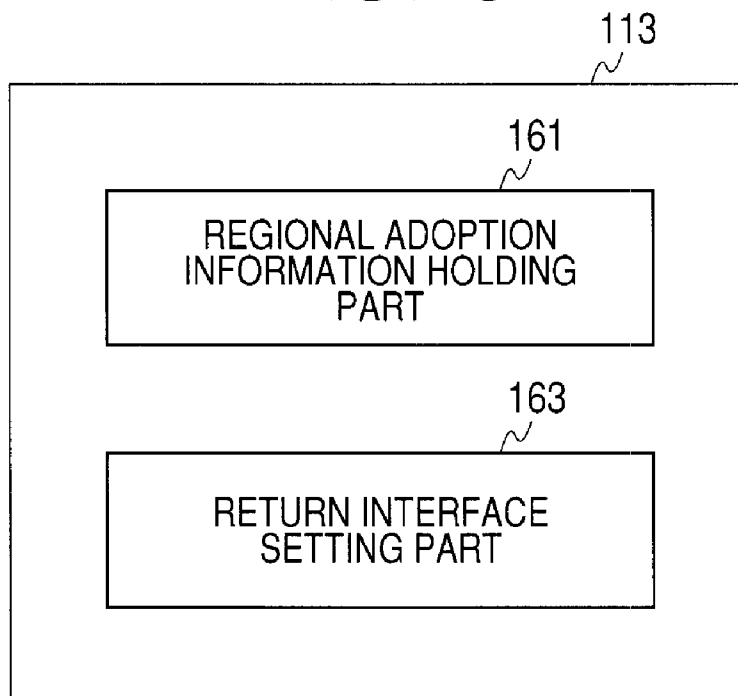 113
161
REGIONAL ADOPTION
INFORMATION HOLDING
PART
163
RETURN INTERFACE
SETTING PART